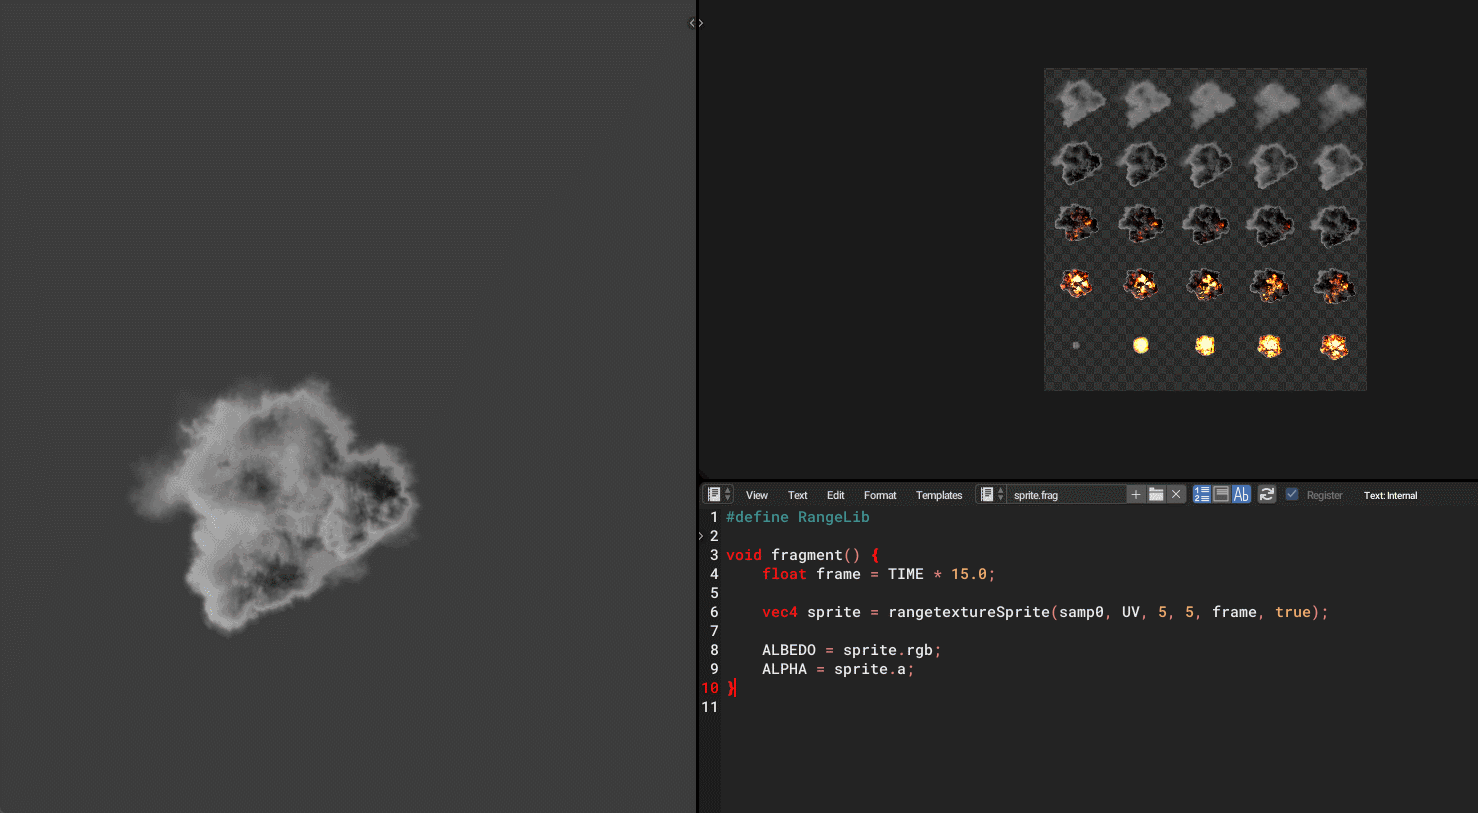 View Text Edit Format Templates sprite.frag Register Text: Internal
1 #define RangeLib
2
3 void fragment() {
4 float frame = TIME * 15.0;
5
6 vec4 sprite = rangetextureSprite(samp0, UV, 5, 5, frame, true);
7
8 ALBEDO = sprite.rgb;
9 ALPHA = sprite.a;
10 }
11